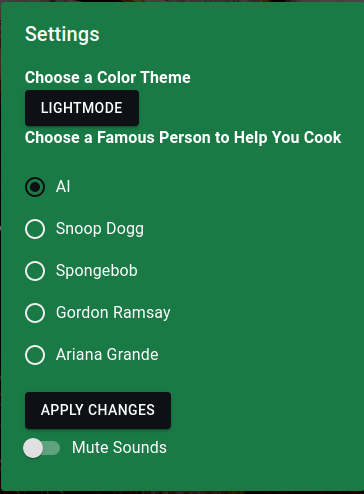 Settings
Choose a Color Theme
LIGHTMODE
Choose a Famous Person to Help You Cook
AI
Snoop Dogg
Spongebob
Gordon Ramsay
Ariana Grande
APPLY CHANGES
Mute Sounds